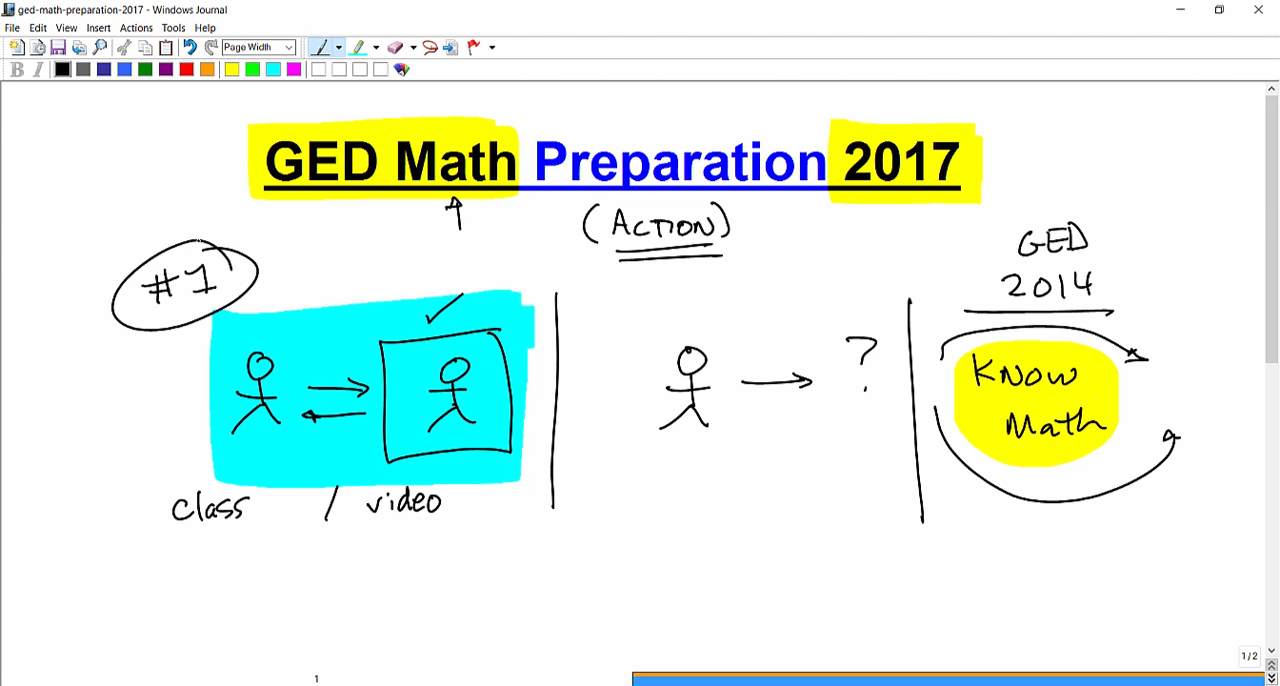 ged-math-preparation-2017 - Windows Journal
File Edit View Insert Actions Tools Help
Page Width
B I
GED Math Preparation 2017
(ACTION)
#1
GED
2014
?
KNOW
Math
class / video
1/2
1